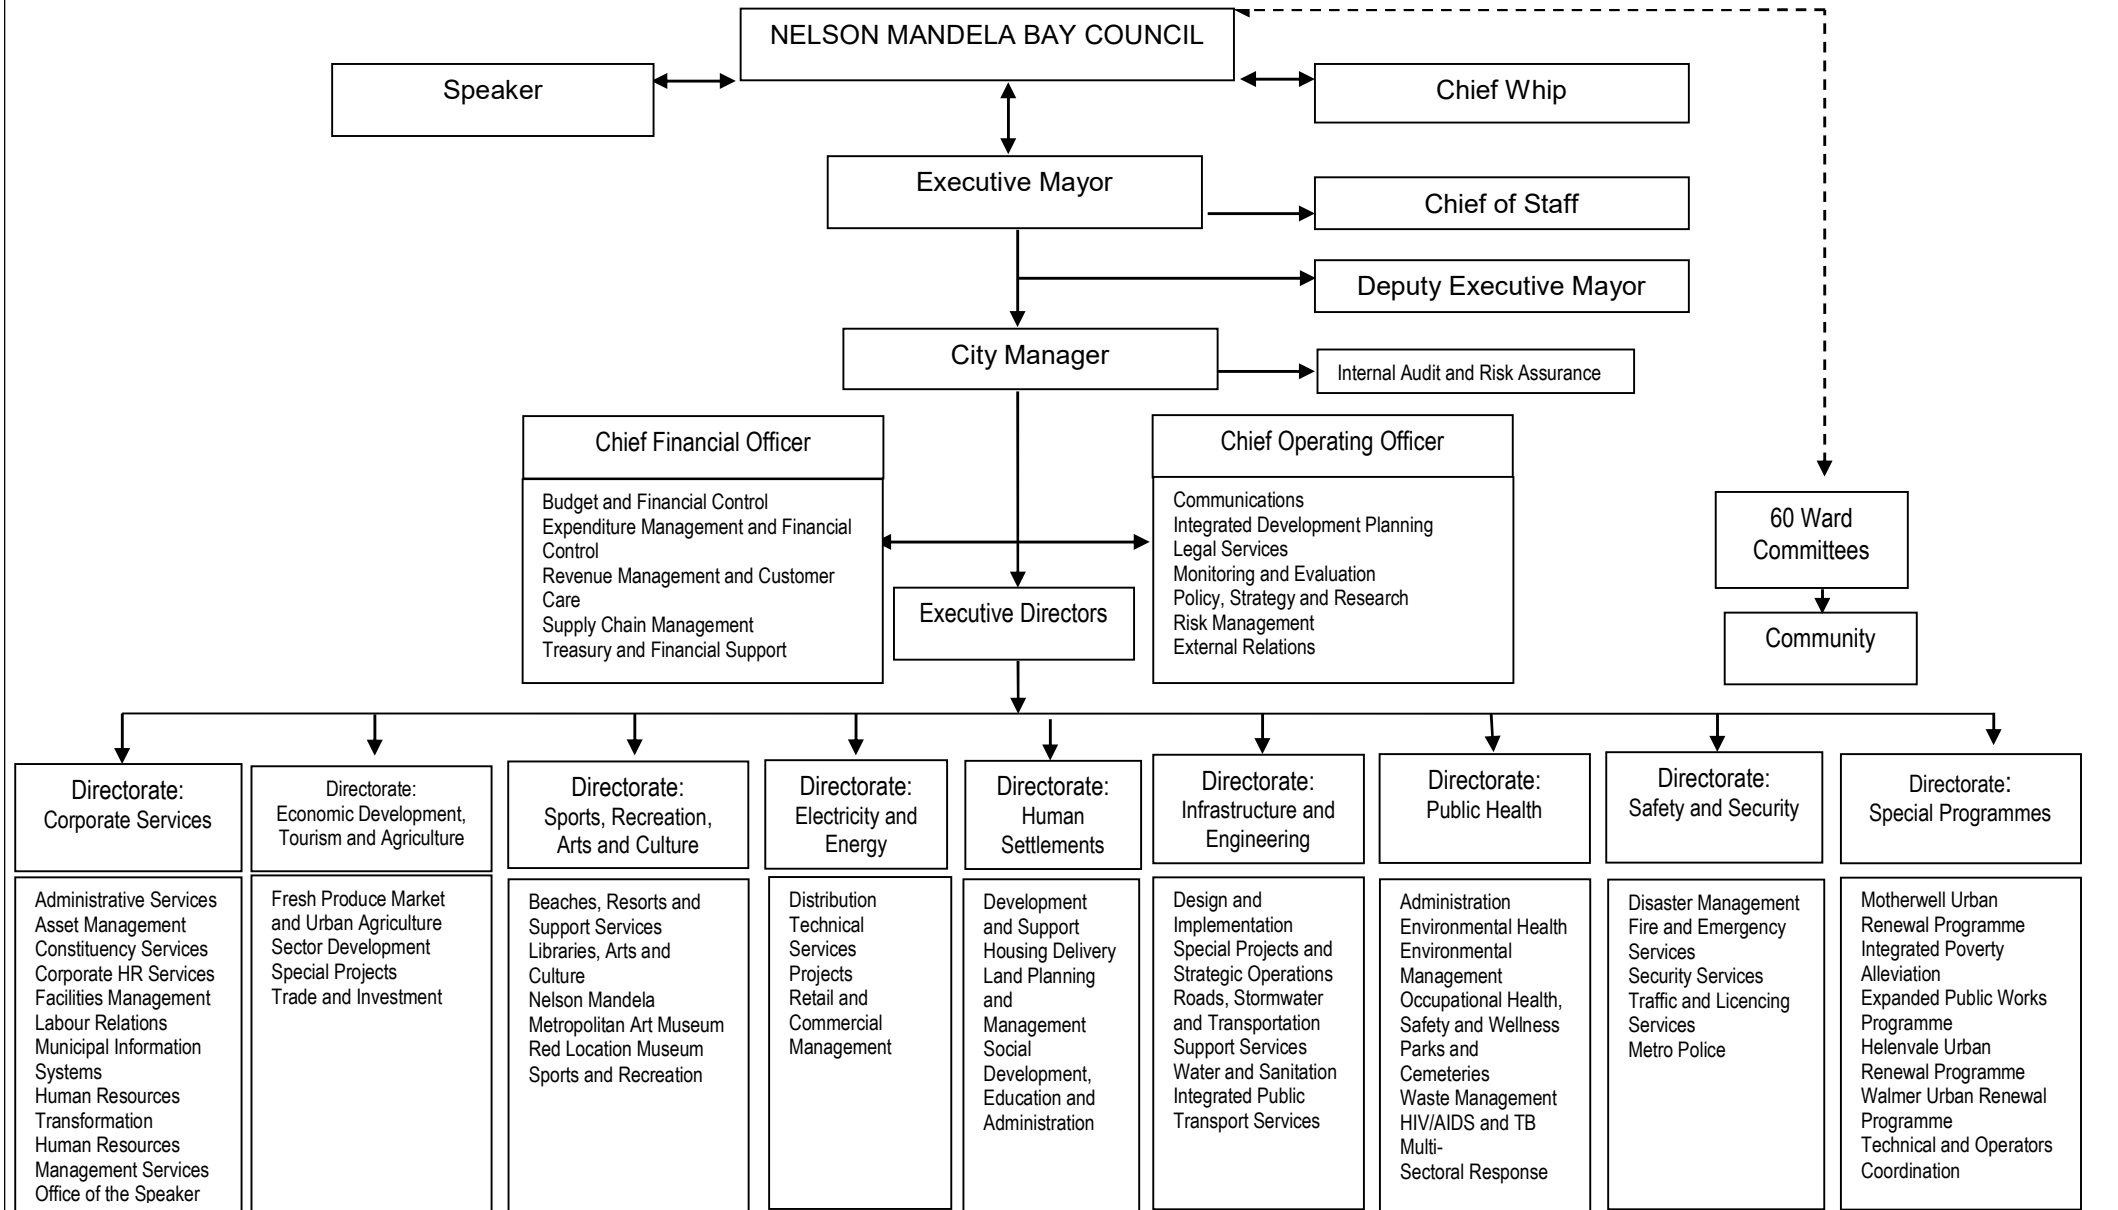 NELSON MANDELA BAY COUNCIL
Speaker
Chief Whip
Executive Mayor
Chief of Staff
Deputy Executive Mayor
City Manager
Internal Audit and Risk Assurance
Chief Financial Officer
Budget and Financial Control
Expenditure Management and Financial
Control
Revenue Management and Customer
Care
Supply Chain Management
Treasury and Financial Support
Chief Operating Officer
Communications
Integrated Development Planning
Legal Services
Monitoring and Evaluation
Policy, Strategy and Research
Risk Management
External Relations
60 Ward
Committees
Community
Executive Directors
Directorate:
Corporate Services
Administrative Services
Asset Management
Constituency Services
Corporate HR Services
Facilities Management
Labour Relations
Municipal Information
Systems
Human Resources
Transformation
Human Resources
Management Services
Office of the Speaker
Directorate:
Economic Development,
Tourism and Agriculture
Fresh Produce Market
and Urban Agriculture
Sector Development
Special Projects
Trade and Investment
Directorate:
Sports, Recreation,
Arts and Culture
Beaches, Resorts and
Support Services
Libraries, Arts and
Culture
Nelson Mandela
Metropolitan Art Museum
Red Location Museum
Sports and Recreation
Directorate:
Electricity and
Energy
Distribution
Technical
Services
Projects
Retail and
Commercial
Management
Directorate:
Human
Settlements
Development
and Support
Housing Delivery
Land Planning
and
Management
Social
Development,
Education and
Administration
Directorate:
Infrastructure and
Engineering
Design and
Implementation
Special Projects and
Strategic Operations
Roads, Stormwater
and Transportation
Support Services
Water and Sanitation
Integrated Public
Transport Services
Directorate:
Public Health
Administration
Environmental Health
Environmental
Management
Occupational Health,
Safety and Wellness
Parks and
Cemeteries
Waste Management
HIV/AIDS and TB
Multi-
Sectoral Response
Directorate:
Safety and Security
Disaster Management
Fire and Emergency
Services
Security Services
Traffic and Licencing
Services
Metro Police
Directorate:
Special Programmes
Motherwell Urban
Renewal Programme
Integrated Poverty
Alleviation
Expanded Public Works
Programme
Helenvale Urban
Renewal Programme
Walmer Urban Renewal
Programme
Technical and Operators
Coordination